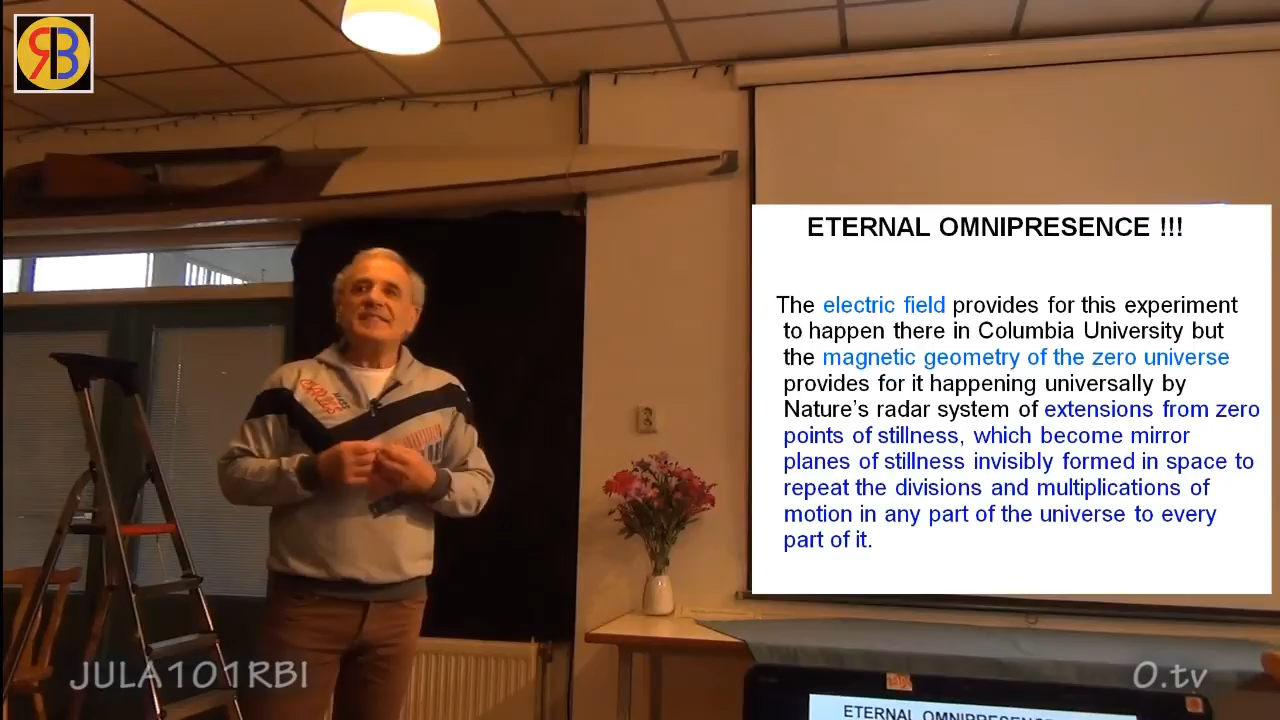 RB
ETERNAL OMNIPRESENCE !!!
The electric field provides for this experiment
to happen there in Columbia University but
the magnetic geometry of the zero universe
provides for it happening universally by
Nature's radar system of extensions from zero
points of stillness, which become mirror
planes of stillness invisibly formed in space to
repeat the divisions and multiplications of
motion in any part of the universe to every
part of it.
CHARLES
JULA101RBI
O.tv
ETERNAL OMNIPRESENCE